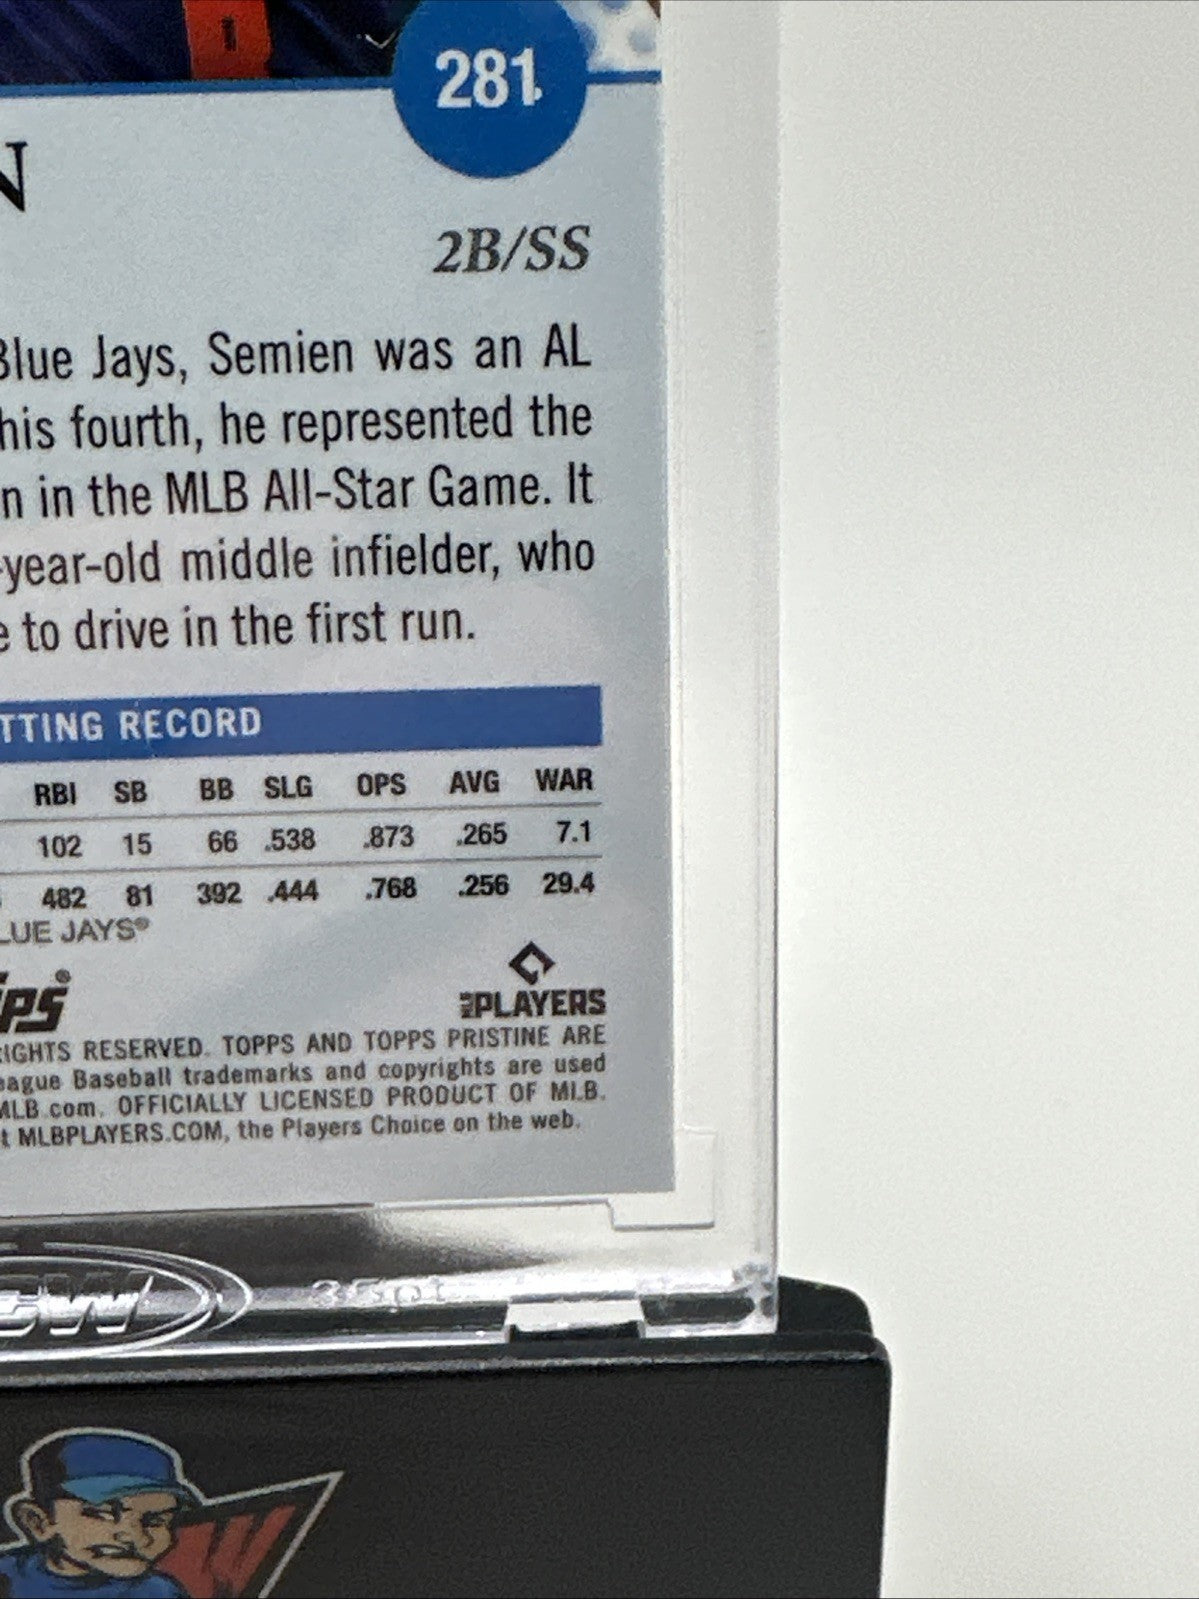 281
N
2B/SS
Blue Jays, Semien was an AL
his fourth, he represented the
n in the MLB All-Star Game. It
-year-old middle infielder, who
e to drive in the first run.
TTING RECORD
RBI SB BB SLG OPS AVG WAR
102 15 66 .538 .873 .265 7.1
482 81 392 .444 .768 .256 29.4
LUE JAYS®
PS®
PLAYERS
IGHTS RESERVED. TOPPS AND TOPPS PRISTINE ARE
eague Baseball trademarks and copyrights are used
MLB.com. OFFICIALLY LICENSED PRODUCT OF MLB.
t MLBPLAYERS.COM, the Players Choice on the web.
CW 35pt